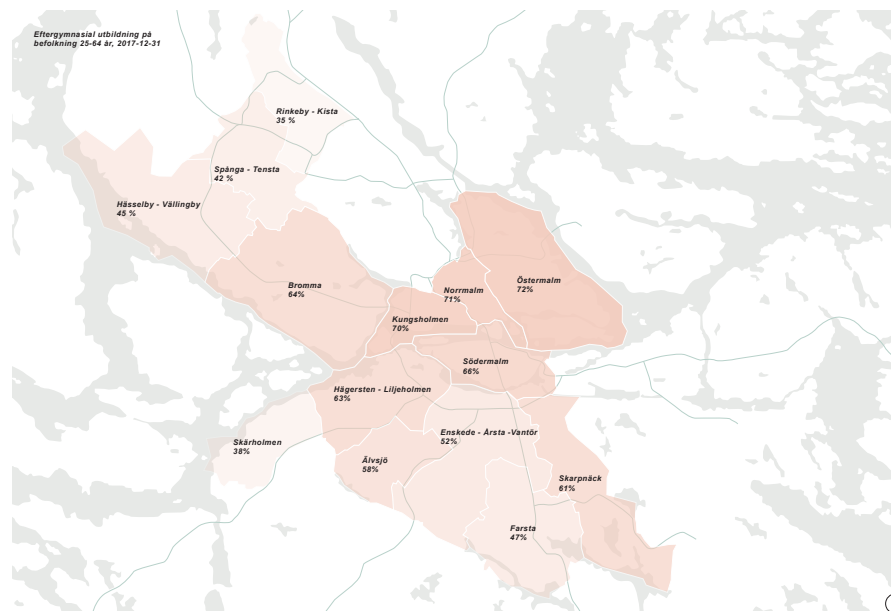 Eftergymnasial utbildning på
befolkning 25-64 år, 2017-12-31
Rinkeby - Kista
35 %
Spånga - Tensta
42 %
Hässelby - Vällingby
45 %
Bromma
64%
Östermalm
72%
Norrmalm
71%
Kungsholmen
70%
Södermalm
66%
Hägersten - Liljeholmen
63%
Enskede - Årsta -Vantör
52%
Skärholmen
38%
Älvsjö
58%
Skarpnäck
61%
Farsta
47%